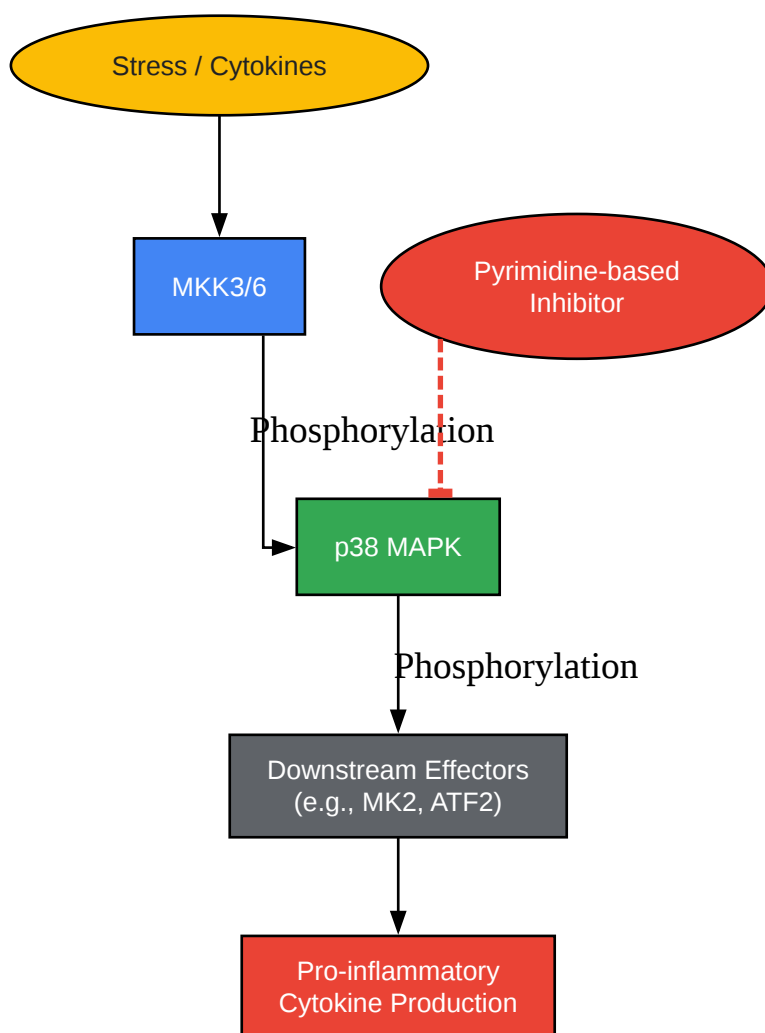 Stress / Cytokines
MKK3/6
Pyrimidine-based
Inhibitor
Phosphorylation
p38 MAPK
Phosphorylation
Downstream Effectors
(e.g., MK2, ATF2)
Pro-inflammatory
Cytokine Production